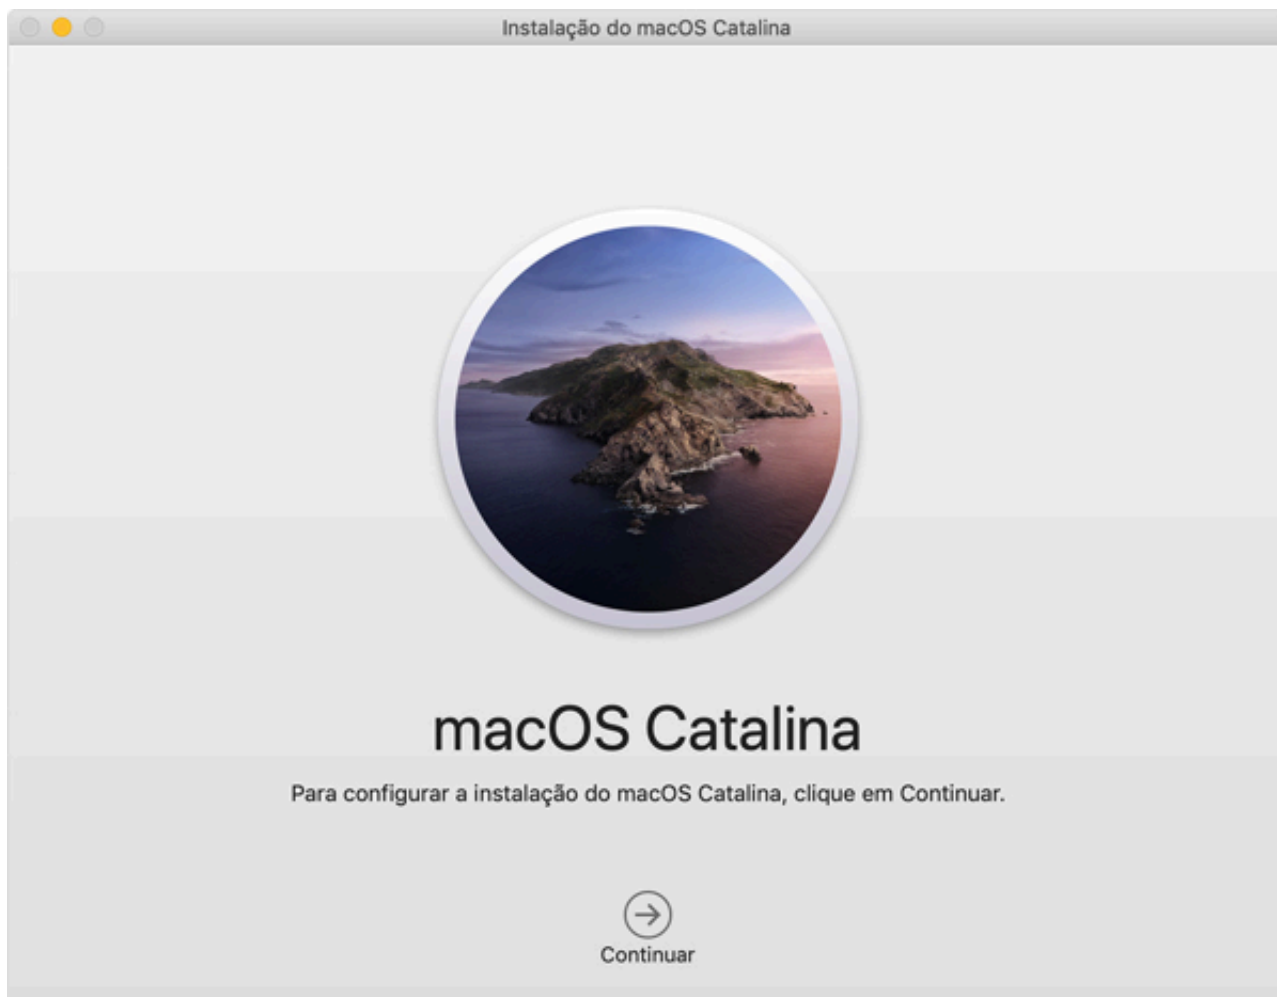 Instalação do macOS Catalina
macOS Catalina
Para configurar a instalação do macOS Catalina, clique em Continuar.
Continuar